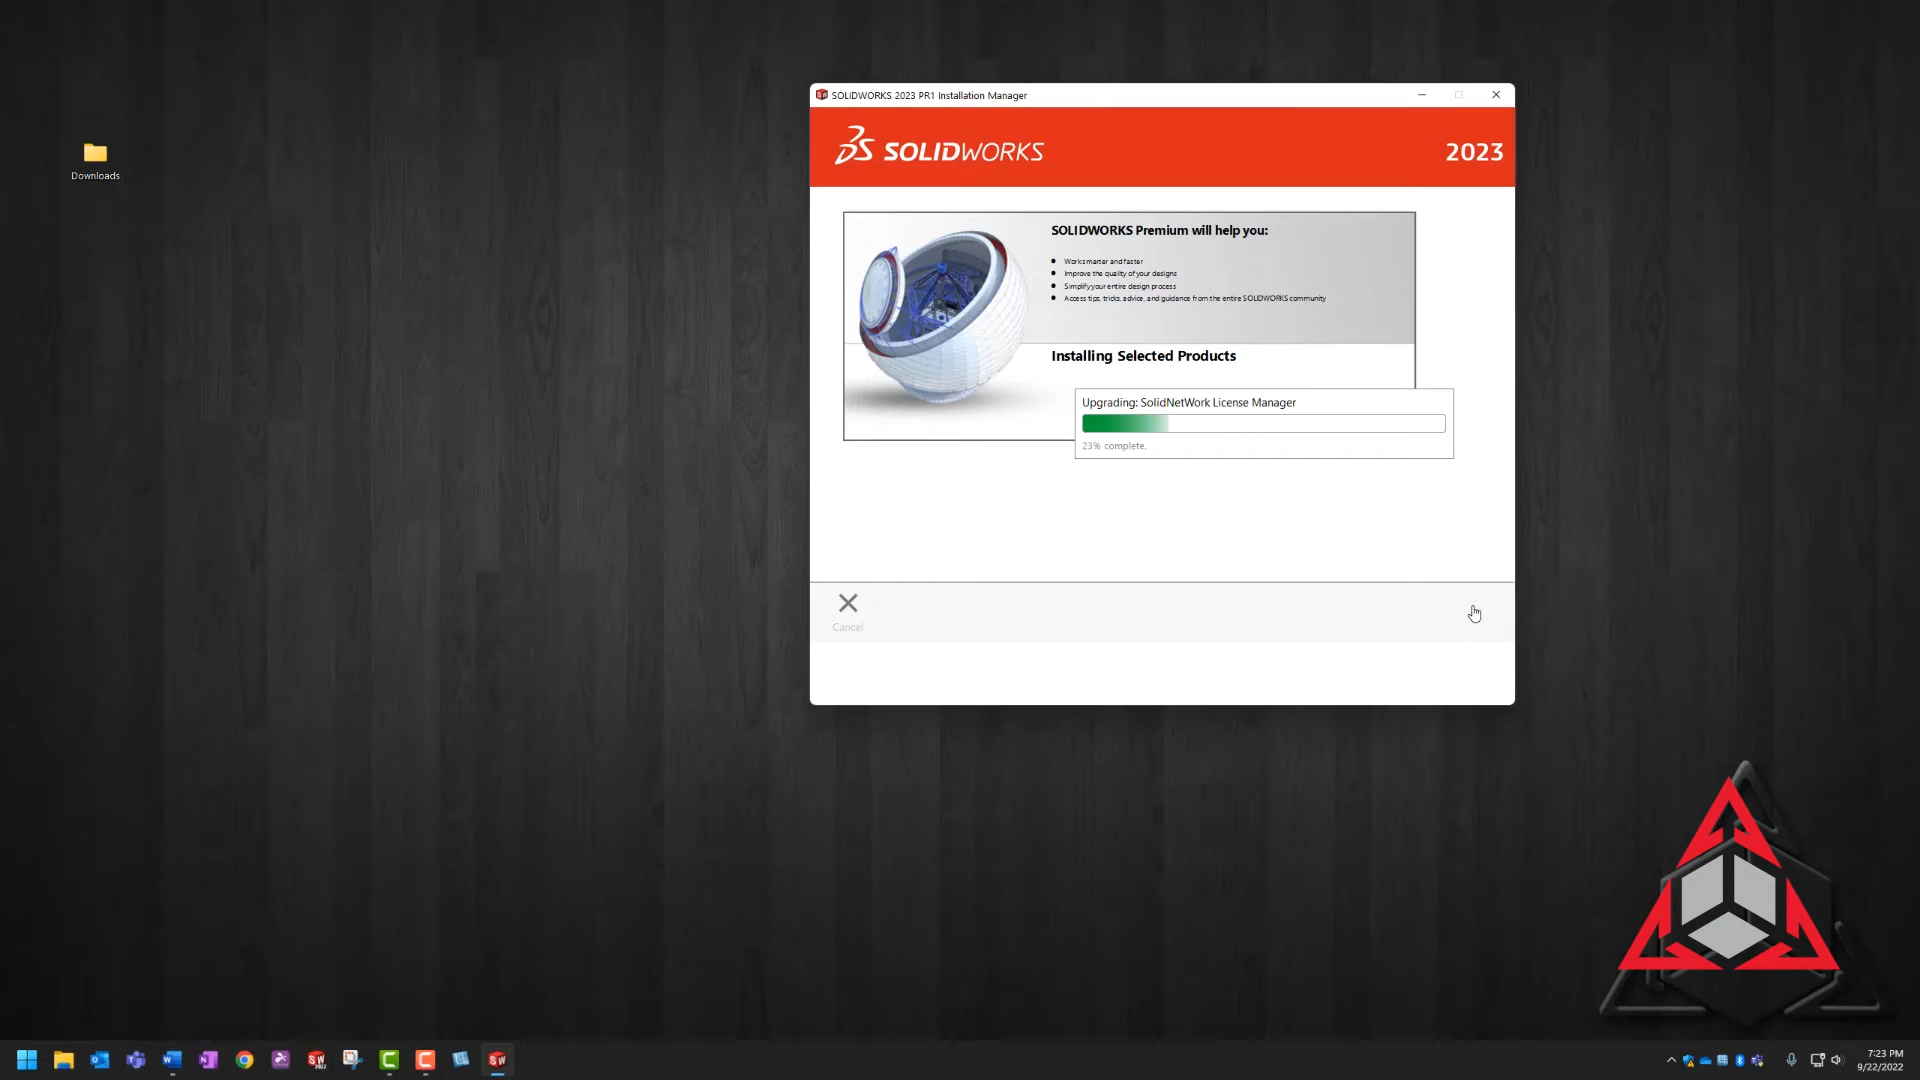 Downloads
SOLIDWORKS 2023 PR1 Installation Manager
SOLIDWORKS
2023
SOLIDWORKS Premium will help you:
Work smarter and faster
Improve the quality of your designs
Simplify your entire design process
Access tips, tricks, advice, and guidance from the entire SOLIDWORKS community
Installing Selected Products
Upgrading: SolidNetWork License Manager
23% complete.
Cancel
7:23 PM
9/22/2022